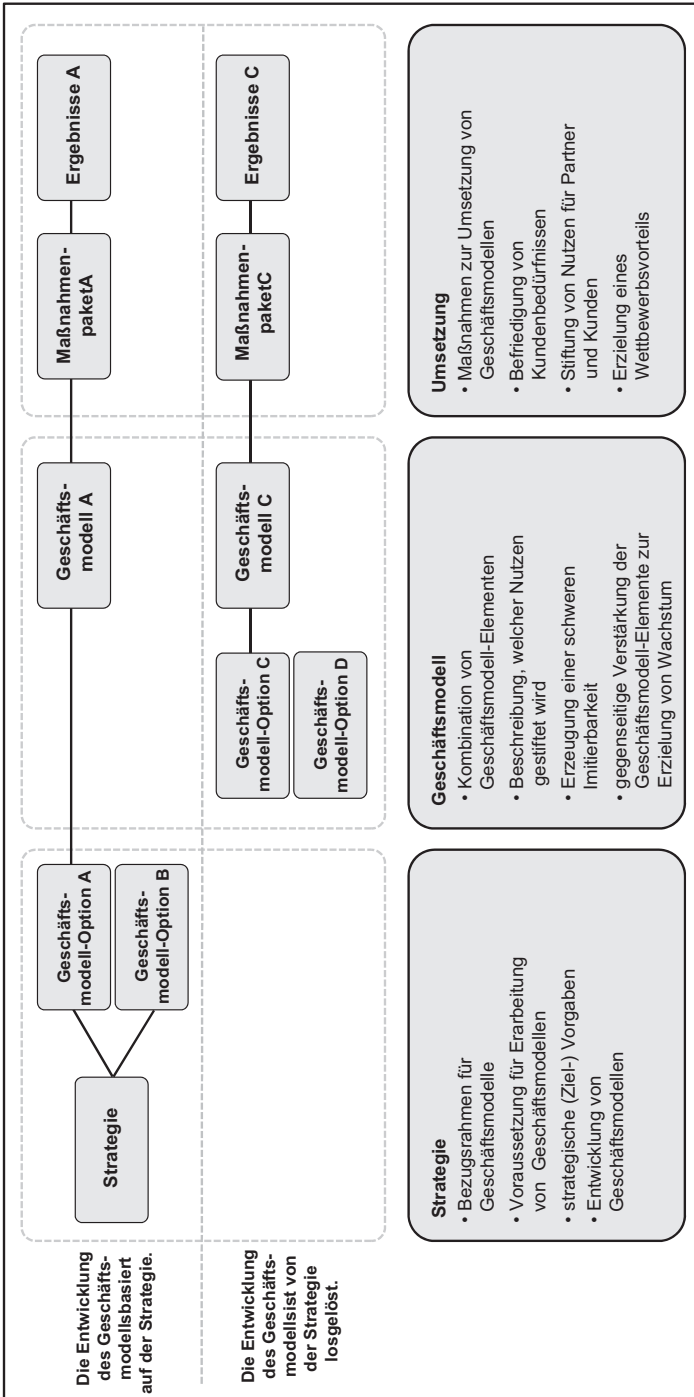 Die Entwicklung
des Geschäfts-
modellsbasiert
auf der Strategie.
Strategie
Geschäfts-
modell-Option A
Geschäfts-
modell-Option B
Geschäfts-
modell A
Maßnahmen-
paketA
Ergebnisse A
Die Entwicklung
des Geschäfts-
modellsist von
der Strategie
losgelöst.
Geschäfts-
modell-Option C
Geschäfts-
modell-Option D
Geschäfts-
modell C
Maßnahmen-
paketC
Ergebnisse C
Strategie
• Bezugsrahmen für
Geschäftsmodelle
• Voraussetzung für Erarbeitung
von Geschäftsmodellen
• strategische (Ziel-) Vorgaben
• Entwicklung von
Geschäftsmodellen
Geschäftsmodell
• Kombination von
Geschäftsmodell-Elementen
• Beschreibung, welcher Nutzen
gestiftet wird
• Erzeugung einer schweren
Imitierbarkeit
• gegenseitige Verstärkung der
Geschäftsmodel-Elemente zur
Erzielung von Wachstum
Umsetzung
• Maßnahmen zur Umsetzung von
Geschäftsmodellen
• Befriedigung von
Kundenbedürfnissen
• Stiftung von Nutzen für Partner
und Kunden
• Erzielung eines
Wettbewerbsvorteils